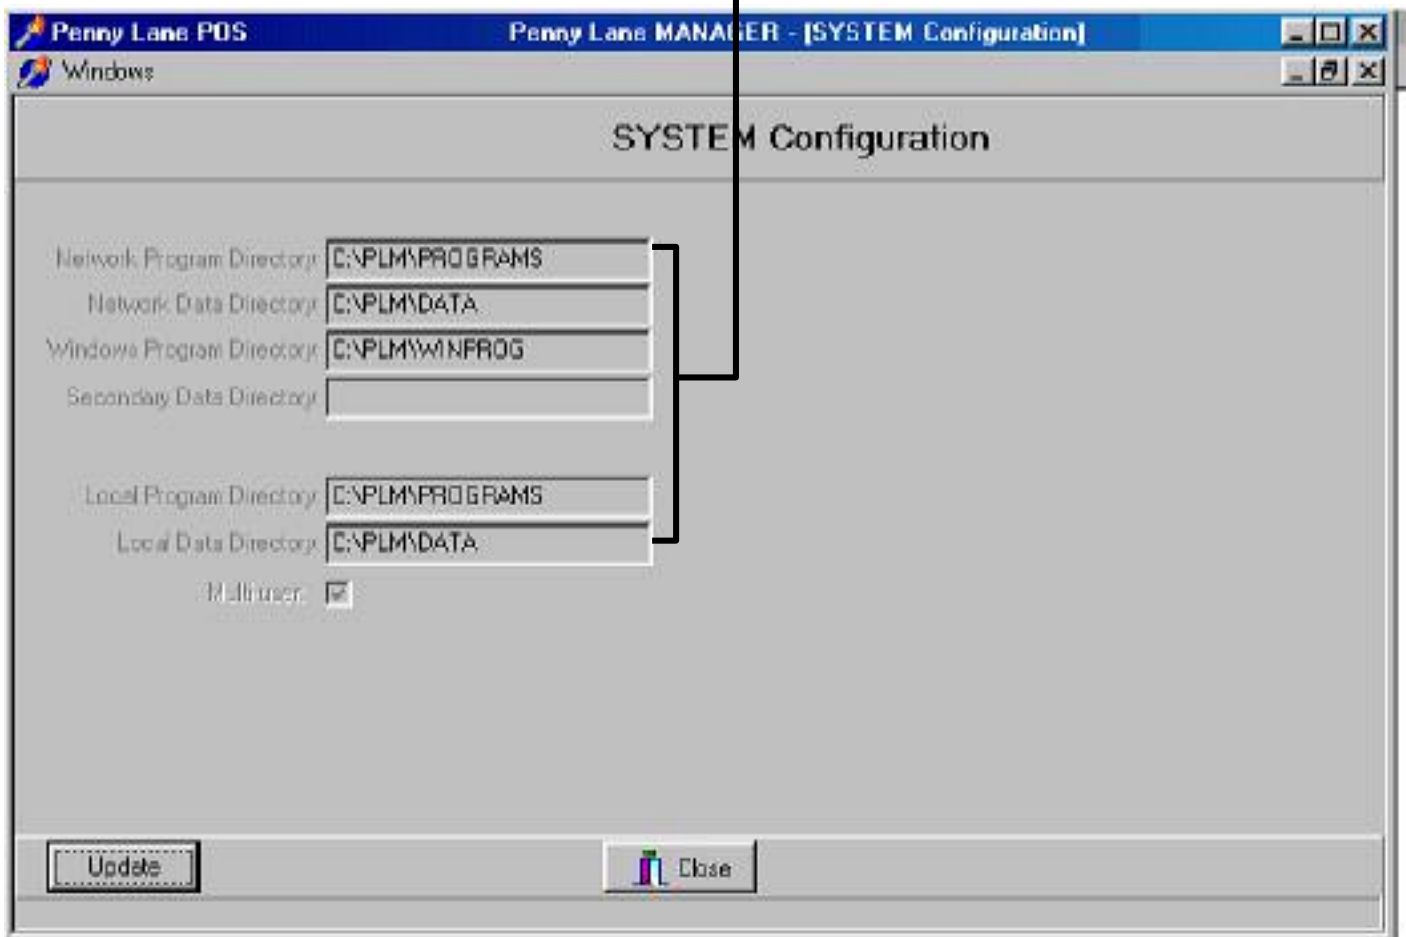 Penny Lane POS Penny Lane MANAGER - [SYSTEM Configuration]
Windows
SYSTEM Configuration
Network Program Directory: C:\PLM\PROGRAMS
Network Data Directory: C:\PLM\DATA
Windows Program Directory: C:\PLM\WINPROG
Secondary Data Directory:
Local Program Directory: C:\PLM\PROGRAMS
Local Data Directory: C:\PLM\DATA
Multi user:
Update Close